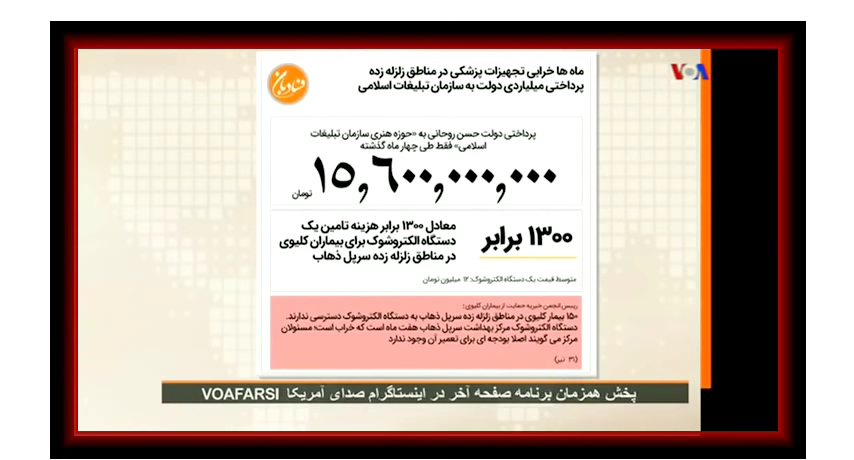 ماه ها خرابی تجهیزات پزشکی در مناطق زلزله زده
پرداختی میلیاردی دولت به سازمان تبلیغات اسلامی
VOA
پرداختی دولت حسن روحانی به «حوزه هنری سازمان تبلیغات
اسلامی» فقط طی چهار ماه گذشته
۱۵,۶۰۰,۰۰۰,۰۰۰
تومان
۱۳۰۰ برابر
معادل ۱۳۰۰ برابر هزینه تامین یک
دستگاه الکتروشوک برای بیماران کلیوی
در مناطق زلزله زده سرپل ذهاب
متوسط قیمت یک دستگاه الکتروشوک: ۱۲ میلیون تومان
رییس انجمن خیریه حمایت از بیماران کلیوی:
۱۵۰ بیمار کلیوی در مناطق زلزله زده سرپل ذهاب به دستگاه الکتروشوک دسترسی ندارند.
دستگاه الکتروشوک مرکز بهداشت سرپل ذهاب هفت ماه است که خراب است؛ مسئولان
مرکز می گویند اصلا بودجه ای برای تعمیر آن وجود ندارد
(۳۱ تیر)
پخش همزمان برنامه صفحه آخر در اینستاگرام صدای آمریکا VOAFARSI